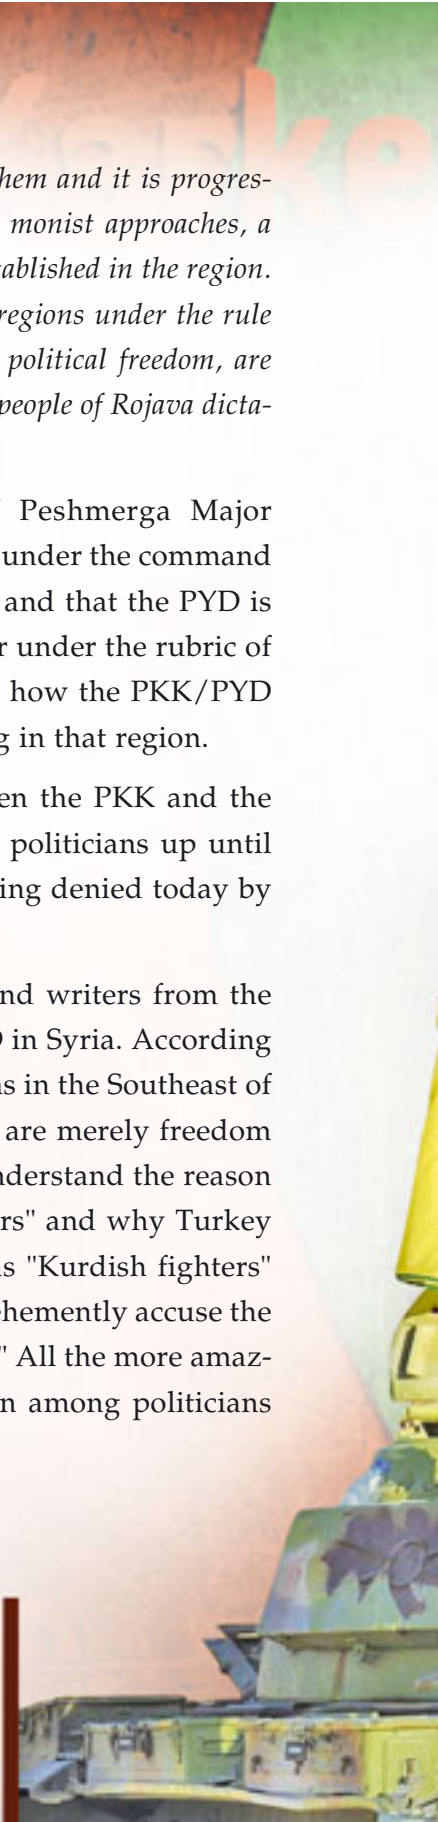 arke
hem and it is progres-
monist approaches, a
ablished in the region.
regions under the rule
political freedom, are
people of Rojava dicta-
Peshmerga Major
under the command
and that the PYD is
r under the rubric of
how the PKK/PYD
g in that region.
en the PKK and the
politicians up until
ing denied today by
nd writers from the
in Syria. According
s in the Southeast of
are merely freedom
nderstand the reason
rs" and why Turkey
s "Kurdish fighters"
ehemently accuse the
" All the more amaz-
n among politicians